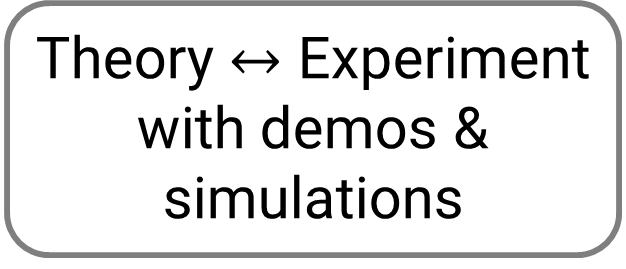 Theory ↔ Experiment
with demos &
simulations